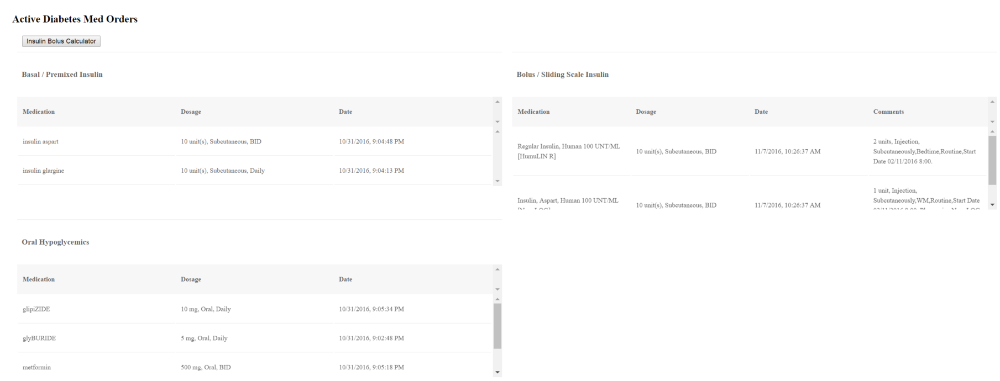 Active Diabetes Med Orders
Insulin Bolus Calculator
Basal / Premixed Insulin
Medication Dosage Date
insulin aspart 10 unit(s), Subcutaneous, BID 10/31/2016, 9:04:48 PM
insulin glargine 10 unit(s), Subcutaneous, Daily 10/31/2016, 9:04:13 PM
Bolus / Sliding Scale Insulin
Medication Dosage Date Comments
Regular Insulin, Human 100 UNT/ML
[HumuLIN R]
10 unit(s), Subcutaneous, BID
11/7/2016, 10:26:37 AM
2 units, Injection,
Subcutaneously,Bedtime,Routine,Start
Date 02/11/2016 8:00.
Insulin, Aspart, Human 100 UNT/ML
10 unit(s), Subcutaneous, BID
11/7/2016, 10:26:37 AM
1 unit, Injection,
Subcutaneously,WM,Routine,Start Date
Oral Hypoglycemics
Medication Dosage Date
glipiZIDE 10 mg, Oral, Daily 10/31/2016, 9:05:34 PM
glyBURIDE 5 mg, Oral, Daily 10/31/2016, 9:02:48 PM
metformin 500 mg, Oral, BID 10/31/2016, 9:05:18 PM